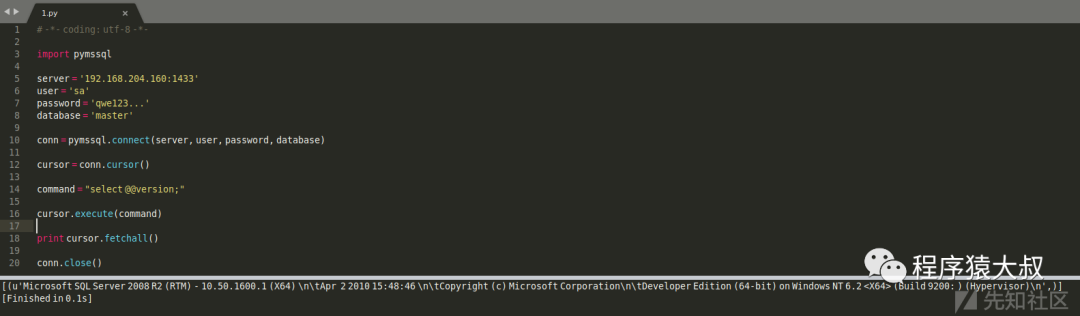 1.py
1 # -*- coding: utf-8 -*-
2
3 import pymssql
4
5 server = '192.168.204.160:1433'
6 user = 'sa'
7 password = 'qwe123...'
8 database = 'master'
9
10 conn = pymssql.connect(server, user, password, database)
11
12 cursor = conn.cursor()
13
14 command = "select @@version;"
15
16 cursor.execute(command)
17
18 print cursor.fetchall()
19
20 conn.close()
程序猿大叔
[(u'Microsoft SQL Server 2008 R2 (RTM) - 10.50.1600.1 (X64) \n\tApr 2 2010 15:48:46 \n\tCopyright (c) Microsoft Corporation\n\tDeveloper Edition (64-bit) on Windows NT 6.2 <X64> (Build 9200: ) (Hypervisor)\n',)]
[Finished in 0.1s]
先知社区